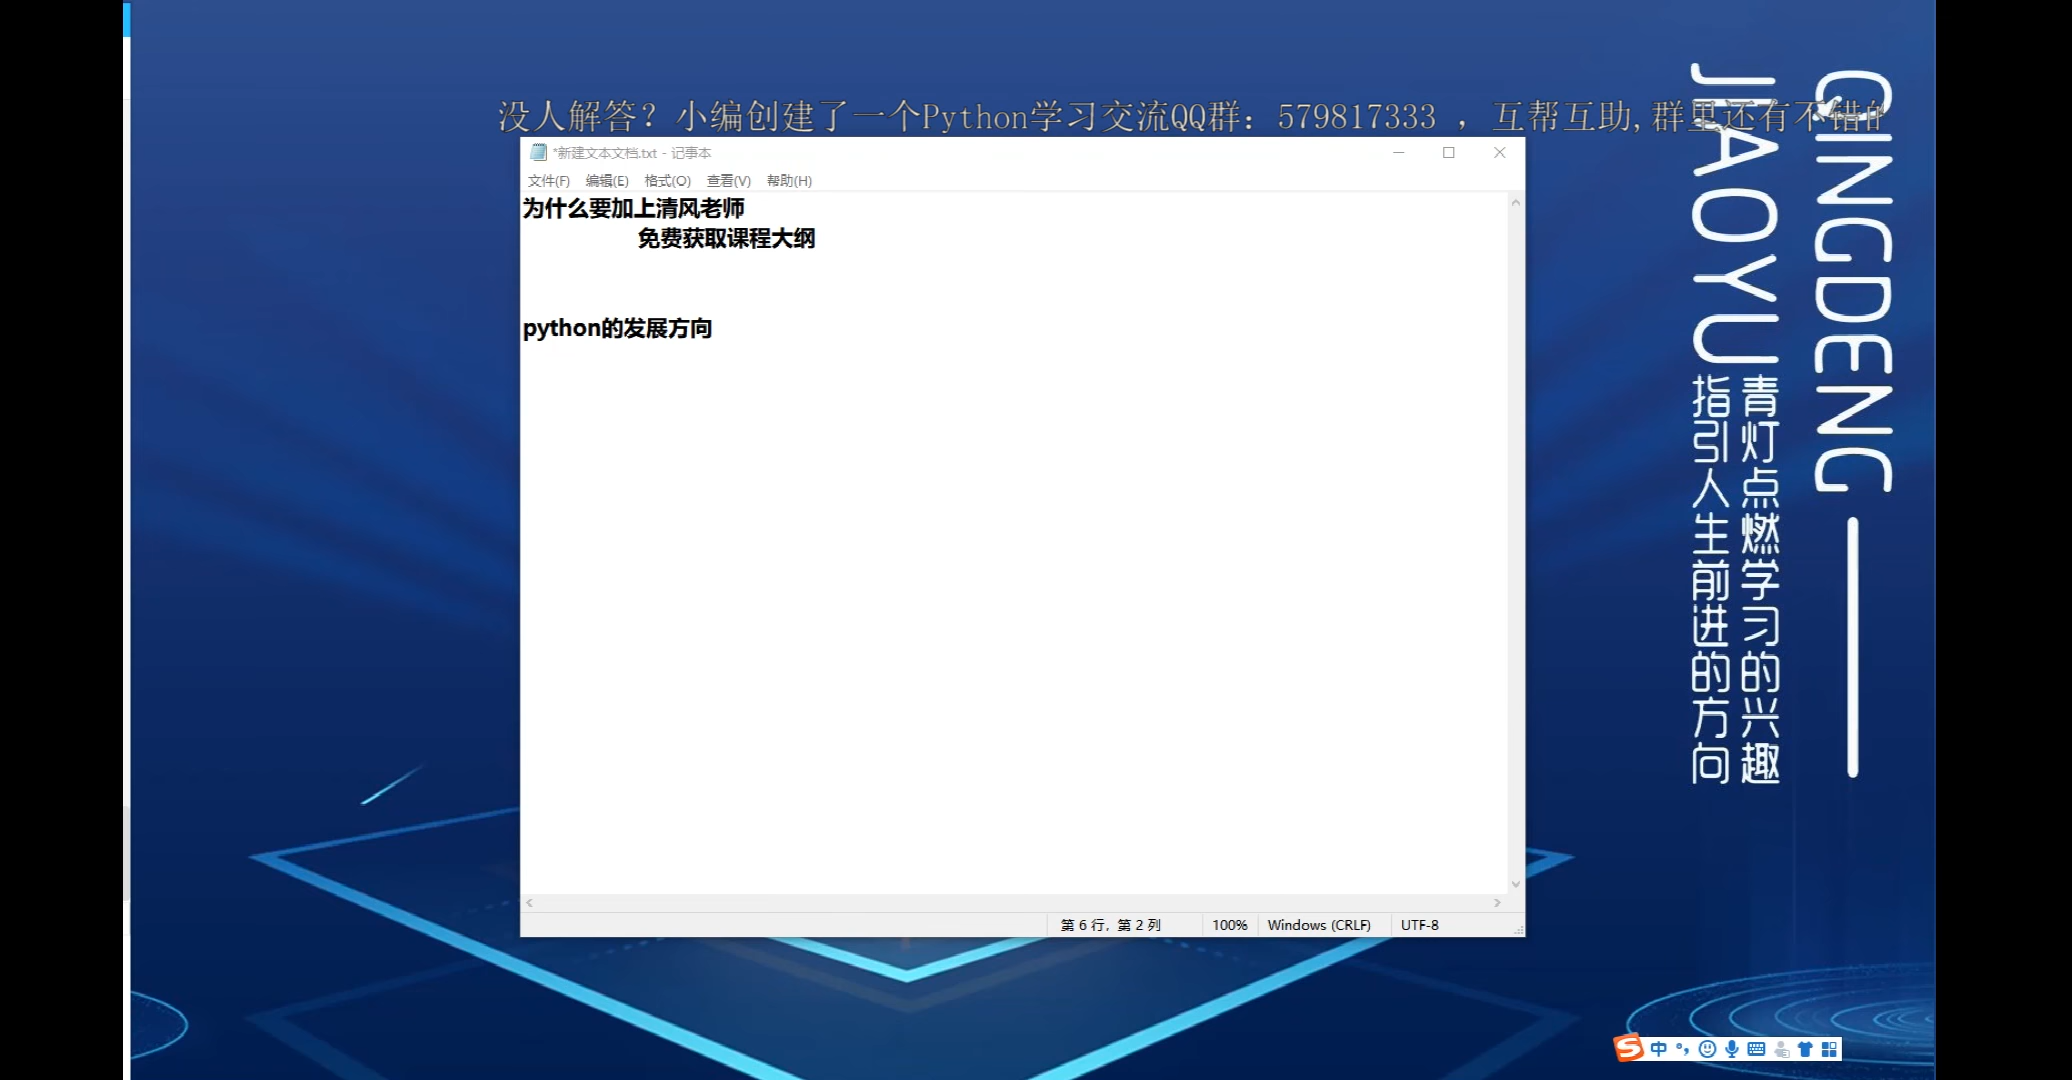 没人解答？小编创建了一个Python学习交流QQ群：579817333 ，互帮互助,群里还有不错的
*新建文本文档.txt - 记事本
文件(F) 编辑(E) 格式(O) 查看(V) 帮助(H)
为什么要加上清风老师
免费获取课程大纲
python的发展方向
第 6 行，第 2 列 100% Windows (CRLF) UTF-8
QINGDENG
JIAOYU
青灯点燃学习的兴趣
指引人生前进的方向
中